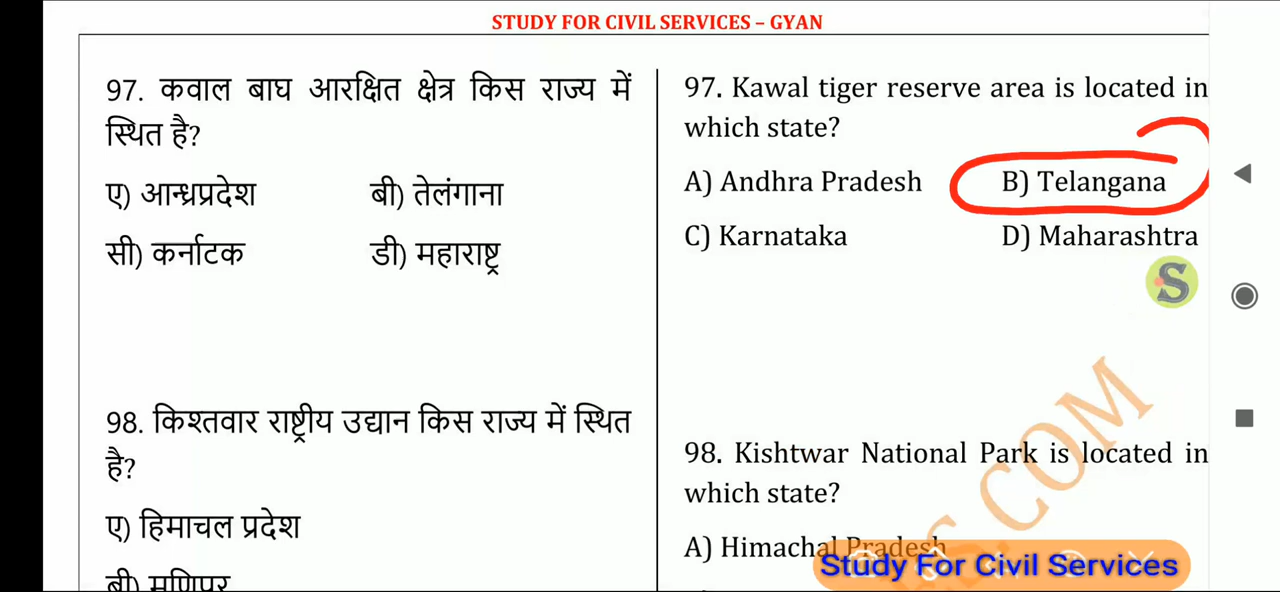 STUDY FOR CIVIL SERVICES – GYAN
97. कवाल बाघ आरक्षित क्षेत्र किस राज्य में
स्थित है?
ए) आन्ध्रप्रदेश बी) तेलंगाना
सी) कर्नाटक डी) महाराष्ट्र
98. किश्तवार राष्ट्रीय उद्यान किस राज्य में स्थित
है?
ए) हिमाचल प्रदेश
बी) मणिपुर
97. Kawal tiger reserve area is located in
which state?
A) Andhra Pradesh B) Telangana
C) Karnataka D) Maharashtra
S
98. Kishtwar National Park is located in
which state?
A) Himachal Pradesh
.COM
Study For Civil Services